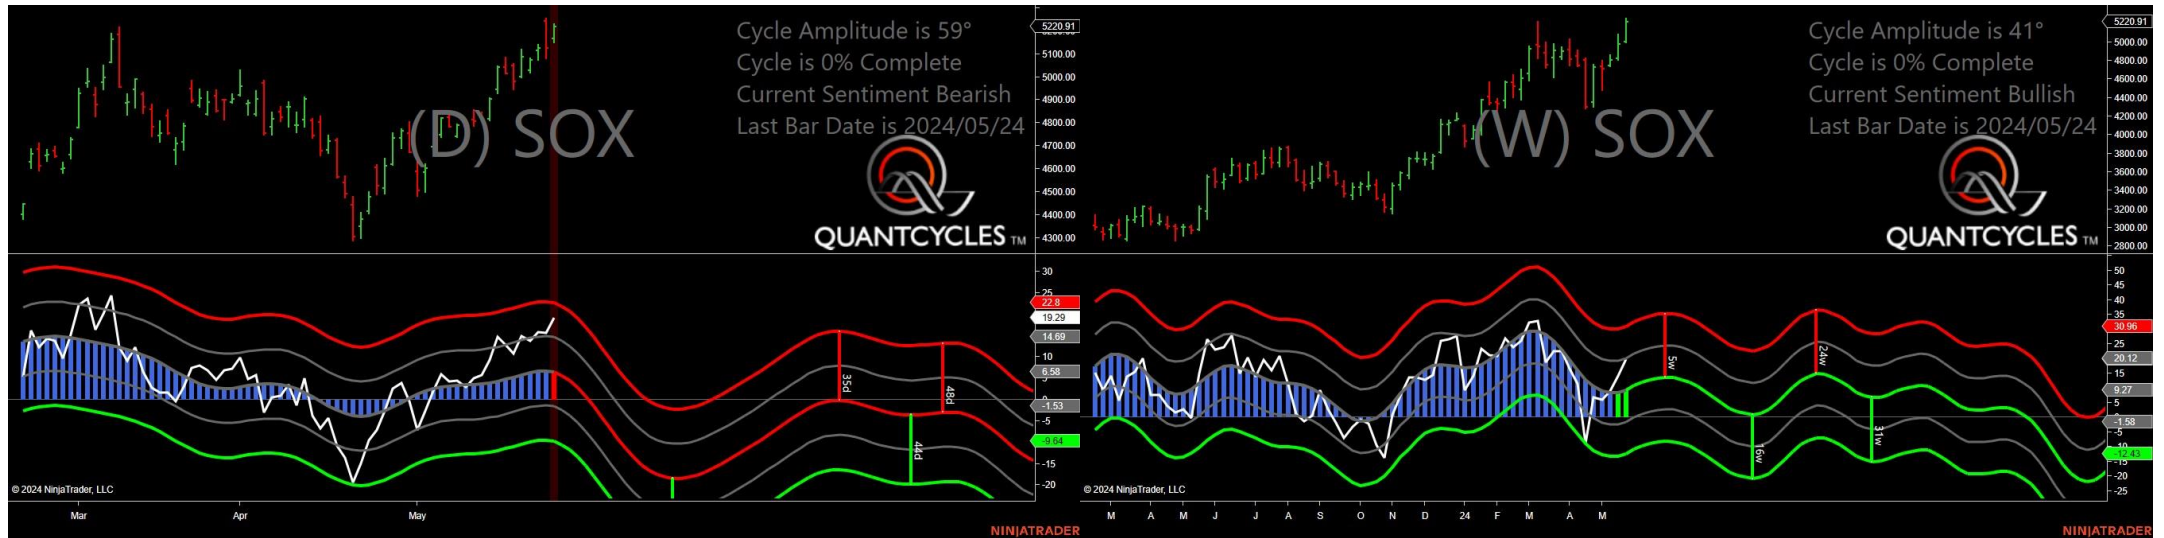 Cycle Amplitude is 59°
Cycle is 0% Complete
Current Sentiment Bearish
Last Bar Date is 2024/05/24
(D) SOX
QUANTCYCLES TM
5220.91
5100.00
5000.00
4900.00
4800.00
4700.00
4600.00
4500.00
4400.00
4300.00
30
25
22.8
19.29
14.69
10
6.58
-1.53
-5
-9.64
-15
-20
35d
48d
44d
© 2024 NinjaTrader, LLC
Mar Apr May
NINJATRADER
Cycle Amplitude is 41°
Cycle is 0% Complete
Current Sentiment Bullish
Last Bar Date is 2024/05/24
(W) SOX
QUANTCYCLES TM
5220.91
5000.00
4800.00
4600.00
4400.00
4200.00
4000.00
3800.00
3600.00
3400.00
3200.00
3000.00
2800.00
50
45
40
35
30.96
25
20.12
15
9.27
5
-1.58
-5
-12.43
-15
-20
-25
5w
24w
16w
31w
© 2024 NinjaTrader, LLC
M A M J J A S O N D 24 F M A M
NINJATRADER